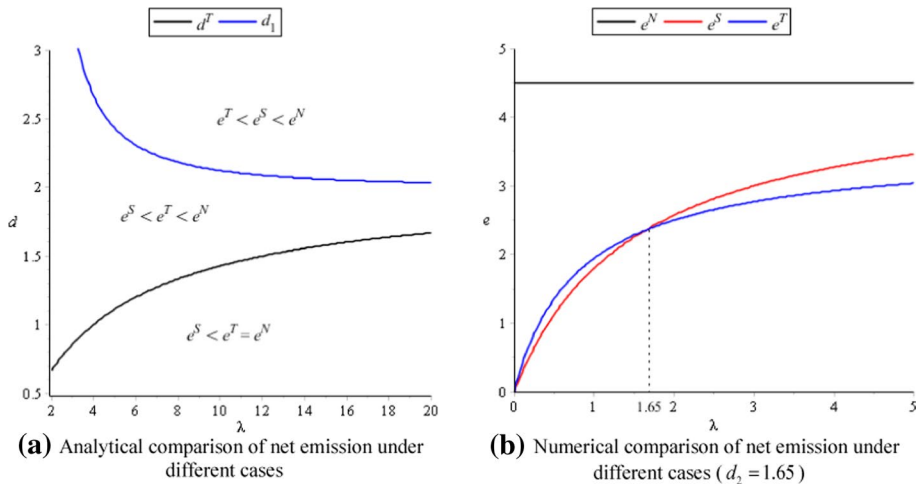 d^T d_1
3
2.5
2
1.5
1
0.5
d
e^T < e^S < e^N
e^S < e^T < e^N
e^S < e^T = e^N
2 4 6 8 10 12 14 16 18 20
λ
(a) Analytical comparison of net emission under
different cases
e^N e^S e^T
5
4
3
2
1
0
e
0 1 1.65 2 3 4 5
λ
(b) Numerical comparison of net emission under
different cases ( d_2 = 1.65 )